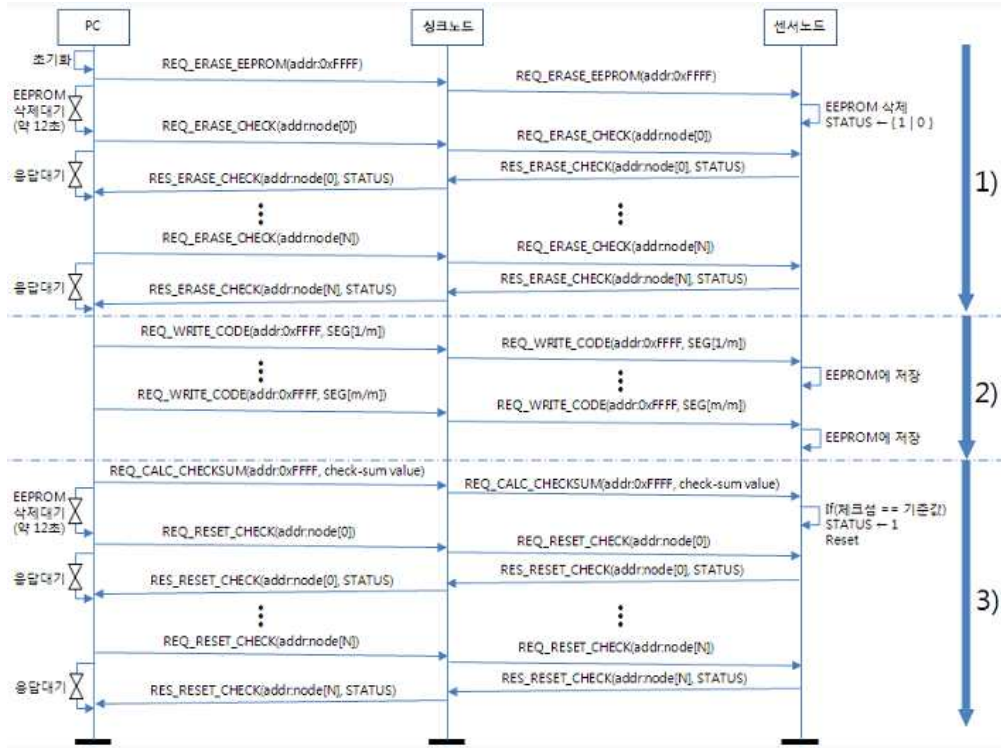 PC
싱크노드
센서노드
초기화
REQ_ERASE_EEPROM(addr:0xFFFF)
REQ_ERASE_EEPROM(addr:0xFFFF)
EEPROM
삭제대기
(약 12초)
EEPROM 삭제
STATUS ← { 1 | 0 }
REQ_ERASE_CHECK(addr:node[0])
REQ_ERASE_CHECK(addr:node[0])
응답대기
RES_ERASE_CHECK(addr:node[0], STATUS)
RES_ERASE_CHECK(addr:node[0], STATUS)
1)
REQ_ERASE_CHECK(addr:node[N])
REQ_ERASE_CHECK(addr:node[N])
응답대기
RES_ERASE_CHECK(addr:node[N], STATUS)
RES_ERASE_CHECK(addr:node[N], STATUS)
REQ_WRITE_CODE(addr:0xFFFF, SEG[1/m])
REQ_WRITE_CODE(addr:0xFFFF, SEG[1/m])
EEPROM에 저장
2)
REQ_WRITE_CODE(addr:0xFFFF, SEG[m/m])
REQ_WRITE_CODE(addr:0xFFFF, SEG[m/m])
EEPROM에 저장
REQ_CALC_CHECKSUM(addr:0xFFFF, check-sum value)
REQ_CALC_CHECKSUM(addr:0xFFFF, check-sum value)
EEPROM
삭제대기
(약 12초)
If(체크섬 == 기준값)
STATUS ← 1
Reset
REQ_RESET_CHECK(addr:node[0])
REQ_RESET_CHECK(addr:node[0])
응답대기
RES_RESET_CHECK(addr:node[0], STATUS)
RES_RESET_CHECK(addr:node[0], STATUS)
3)
REQ_RESET_CHECK(addr:node[N])
REQ_RESET_CHECK(addr:node[N])
응답대기
RES_RESET_CHECK(addr:node[N], STATUS)
RES_RESET_CHECK(addr:node[N], STATUS)